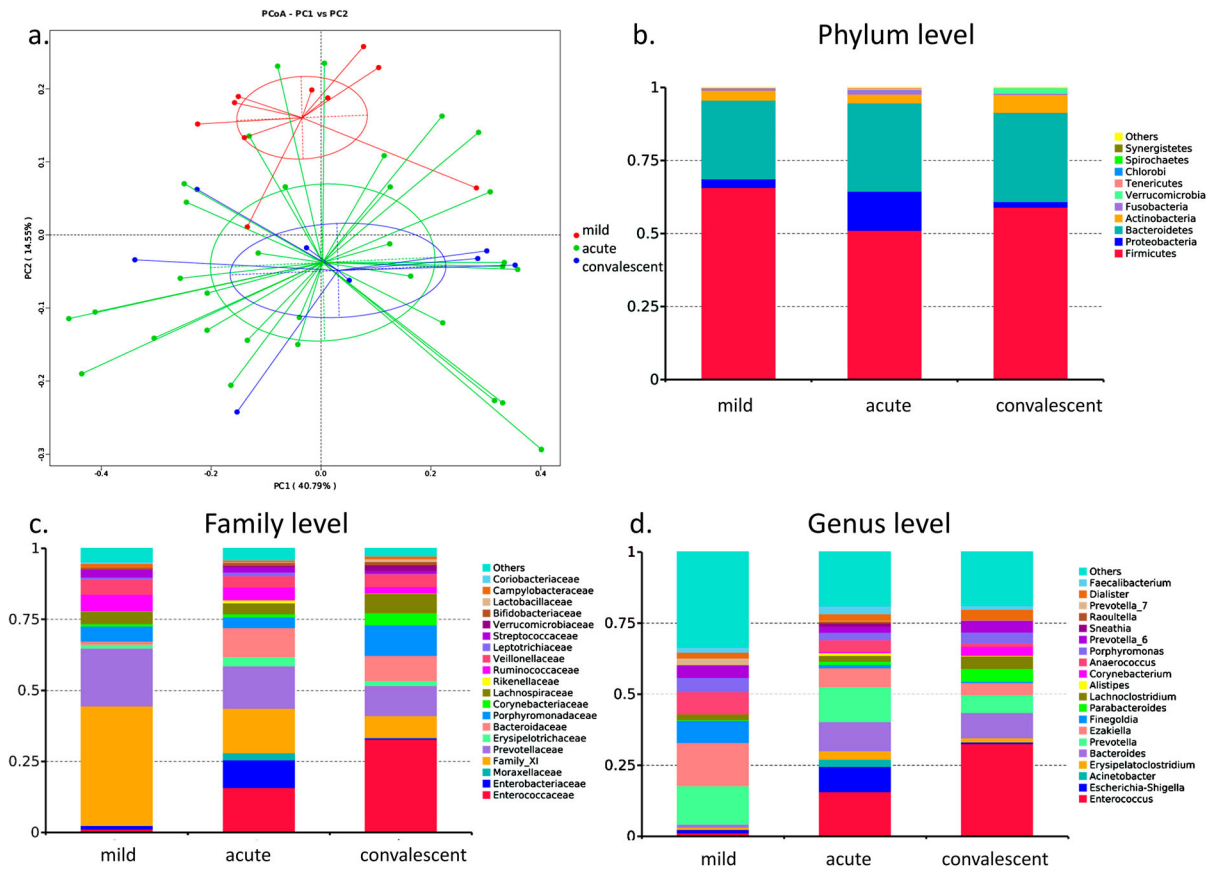 a.
PCoA - PC1 vs PC2
PC2 ( 14.55%)
0.2
0.1
0.0
-0.1
-0.2
-0.3
-0.4
-0.2
0.0
0.2
0.4
PC1 ( 40.79% )
mild
acute
convalescent
b.
Phylum level
1
0.75
0.5
0.25
0
mild
acute
convalescent
Others
Synergistetes
Spirochaetes
Chlorobi
Tenericutes
Verrucomicrobia
Fusobacteria
Actinobacteria
Bacteroidetes
Proteobacteria
Firmicutes
c.
Family level
1
0.75
0.5
0.25
0
mild
acute
convalescent
Others
Coriobacteriaceae
Campylobacteraceae
Lactobacillaceae
Bifidobacteriaceae
Verrucomicrobiaceae
Streptococcaceae
Leptotrichiaceae
Veillonellaceae
Ruminococcaceae
Rikenellaceae
Lachnospiraceae
Corynebacteriaceae
Porphyromonadaceae
Bacteroidaceae
Erysipelotrichaceae
Prevotellaceae
Family_XI
Moraxellaceae
Enterobacteriaceae
Enterococcaceae
d.
Genus level
1
0.75
0.5
0.25
0
mild
acute
convalescent
Others
Faecalibacterium
Dialister
Prevotella_7
Raoultella
Sneathia
Prevotella_6
Porphyromonas
Anaerococcus
Corynebacterium
Alistipes
Lachnoclostridium
Parabacteroides
Finegoldia
Ezakiella
Prevotella
Bacteroides
Erysipelatoclostridium
Acinetobacter
Escherichia-Shigella
Enterococcus